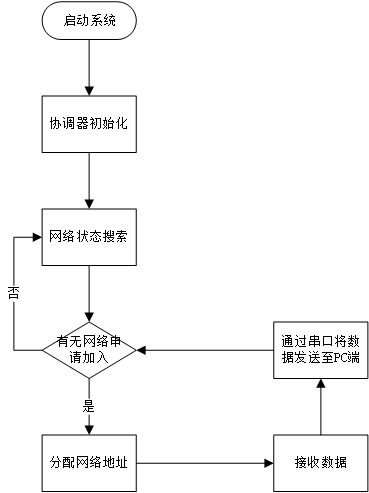 启动系统
协调器初始化
网络状态搜索
否
有无网络申
请加入
通过串口将数
据发送至PC端
是
分配网络地址
接收数据